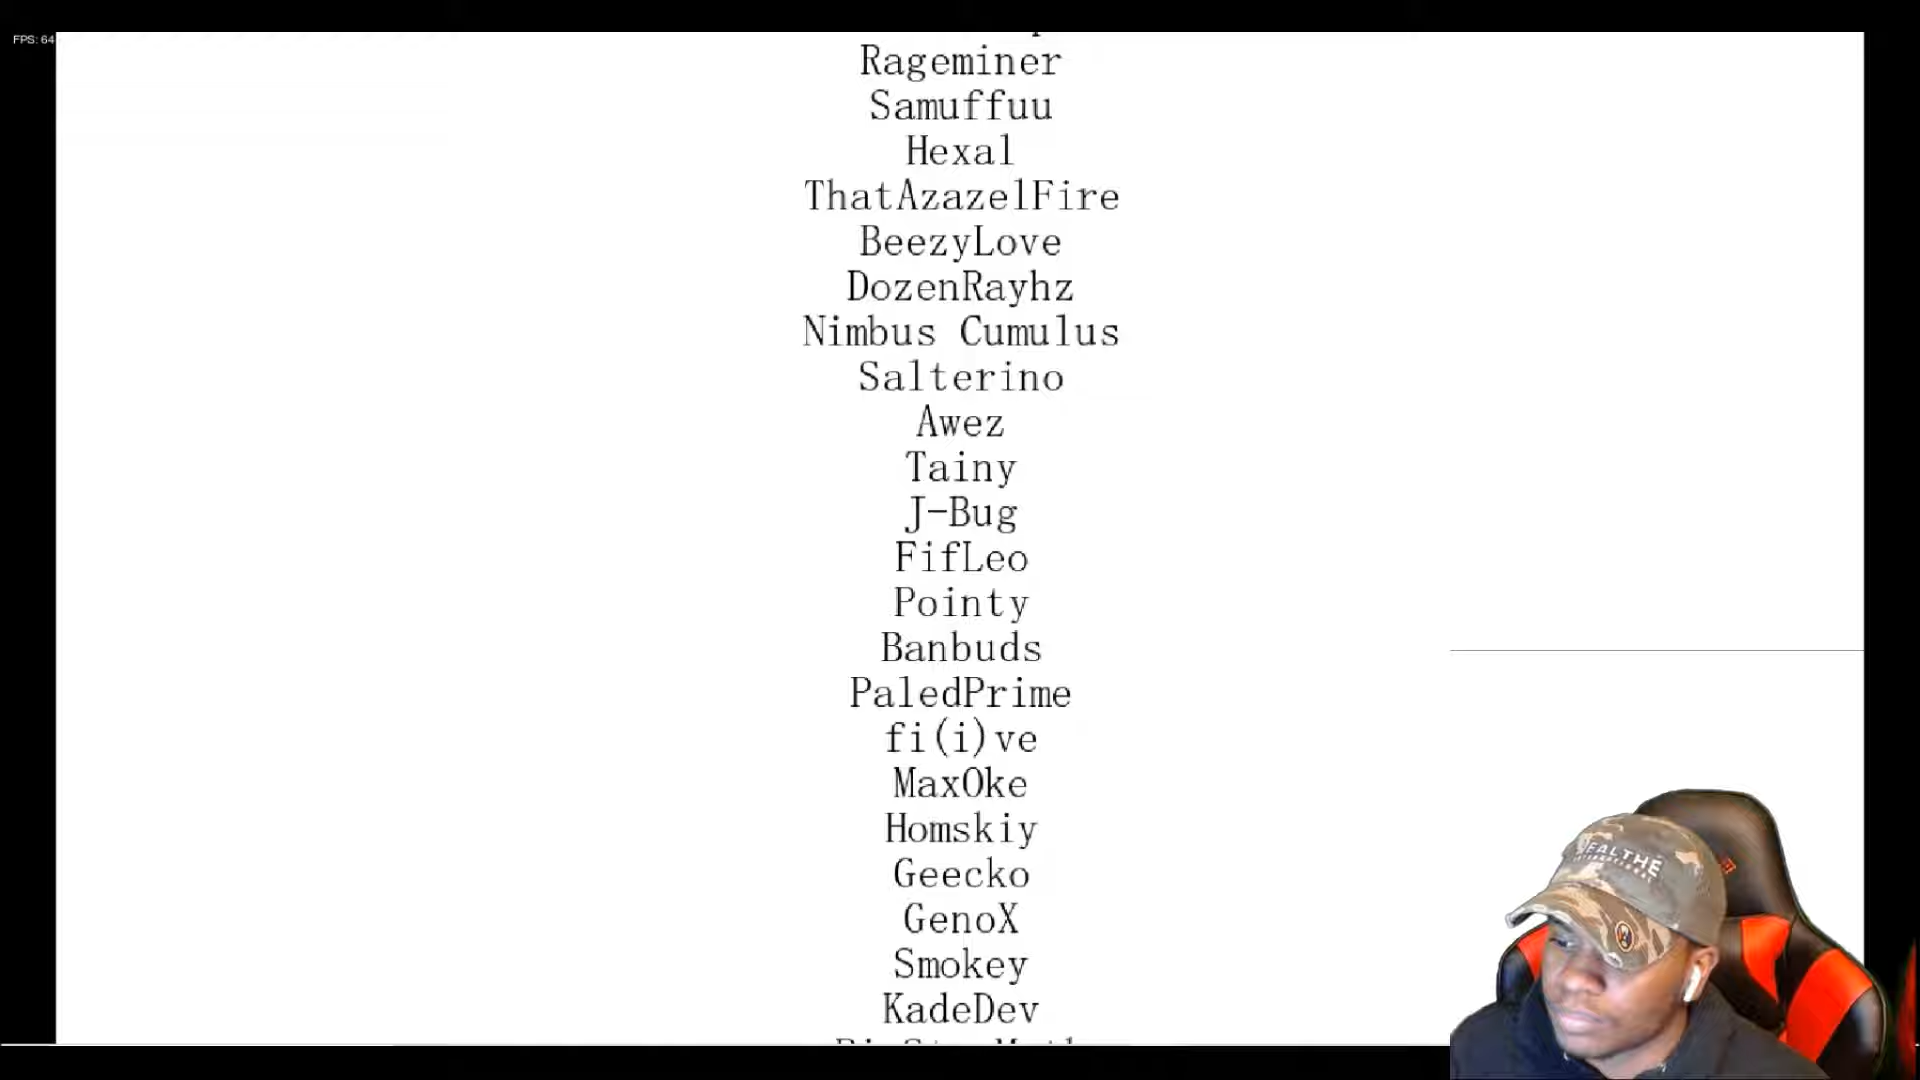 FPS: 64
Rageminer
Samuffuu
Hexal
ThatAzazelFire
BeezyLove
DozenRayhz
Nimbus Cumulus
Salterino
Awez
Tainy
J-Bug
FifLeo
Pointy
Banbuds
PaledPrime
fi(i)ve
MaxOke
Homskiy
Geecko
GenoX
Smokey
KadeDev